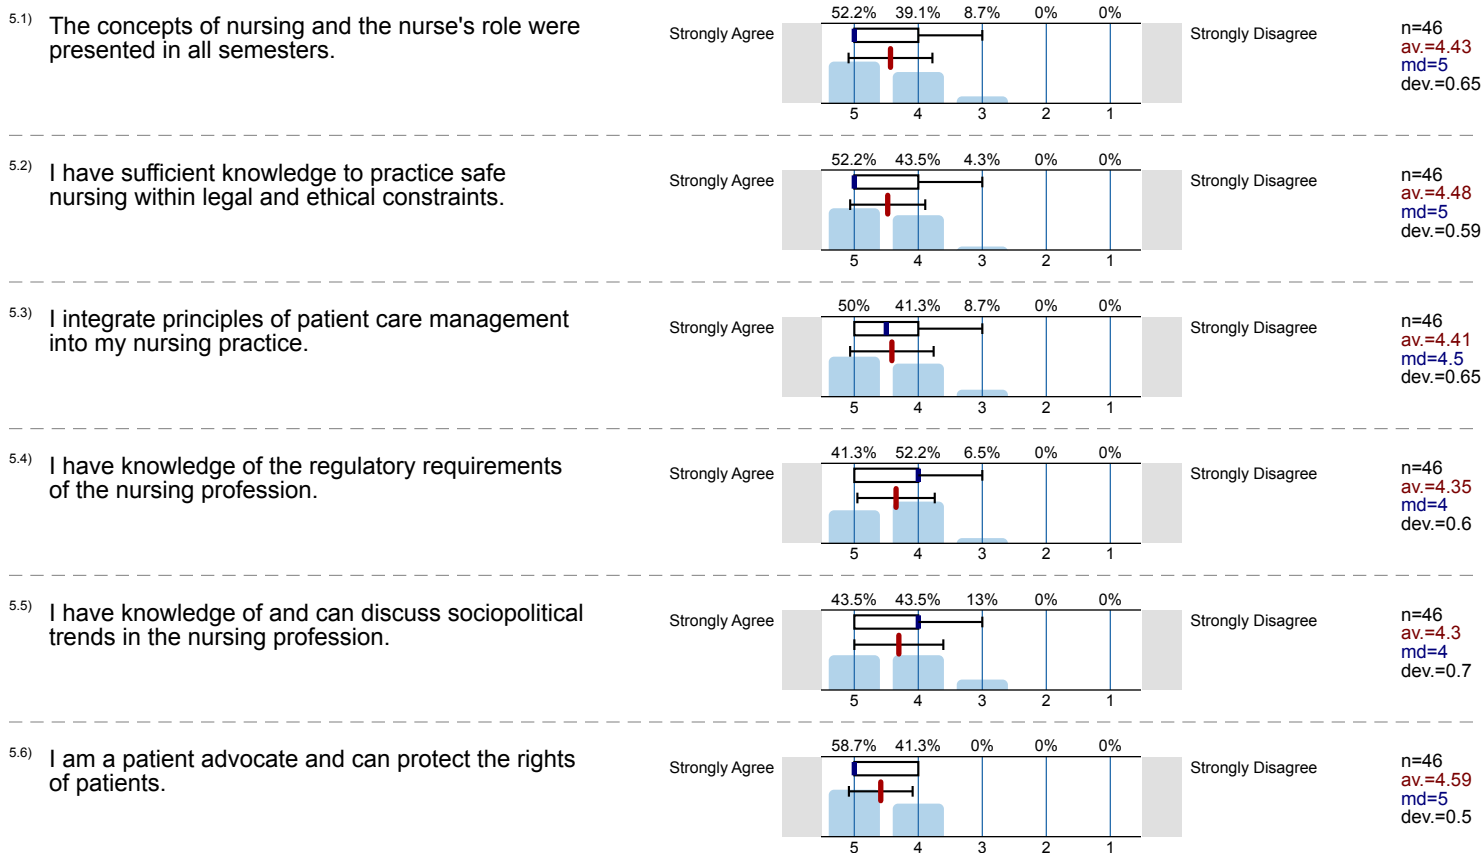 5.1) The concepts of nursing and the nurse's role were
presented in all semesters.
Strongly Agree
52.2% 39.1% 8.7% 0% 0%
5 4 3 2 1
Strongly Disagree
n=46
av.=4.43
md=5
dev.=0.65
5.2) I have sufficient knowledge to practice safe
nursing within legal and ethical constraints.
Strongly Agree
52.2% 43.5% 4.3% 0% 0%
5 4 3 2 1
Strongly Disagree
n=46
av.=4.48
md=5
dev.=0.59
5.3) I integrate principles of patient care management
into my nursing practice.
Strongly Agree
50% 41.3% 8.7% 0% 0%
5 4 3 2 1
Strongly Disagree
n=46
av.=4.41
md=4.5
dev.=0.65
5.4) I have knowledge of the regulatory requirements
of the nursing profession.
Strongly Agree
41.3% 52.2% 6.5% 0% 0%
5 4 3 2 1
Strongly Disagree
n=46
av.=4.35
md=4
dev.=0.6
5.5) I have knowledge of and can discuss sociopolitical
trends in the nursing profession.
Strongly Agree
43.5% 43.5% 13% 0% 0%
5 4 3 2 1
Strongly Disagree
n=46
av.=4.3
md=4
dev.=0.7
5.6) I am a patient advocate and can protect the rights
of patients.
Strongly Agree
58.7% 41.3% 0% 0% 0%
5 4 3 2 1
Strongly Disagree
n=46
av.=4.59
md=5
dev.=0.5